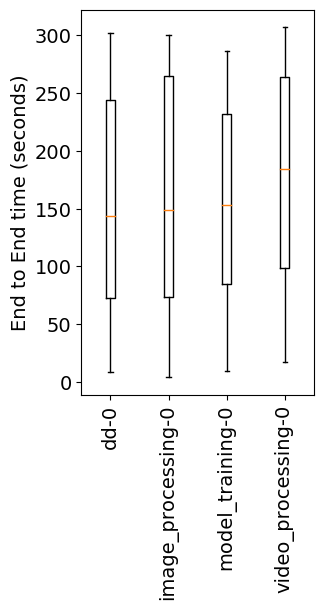 End to End time (seconds)
300
250
200
150
100
50
0
dd-0
image_processing-0
model_training-0
video_processing-0